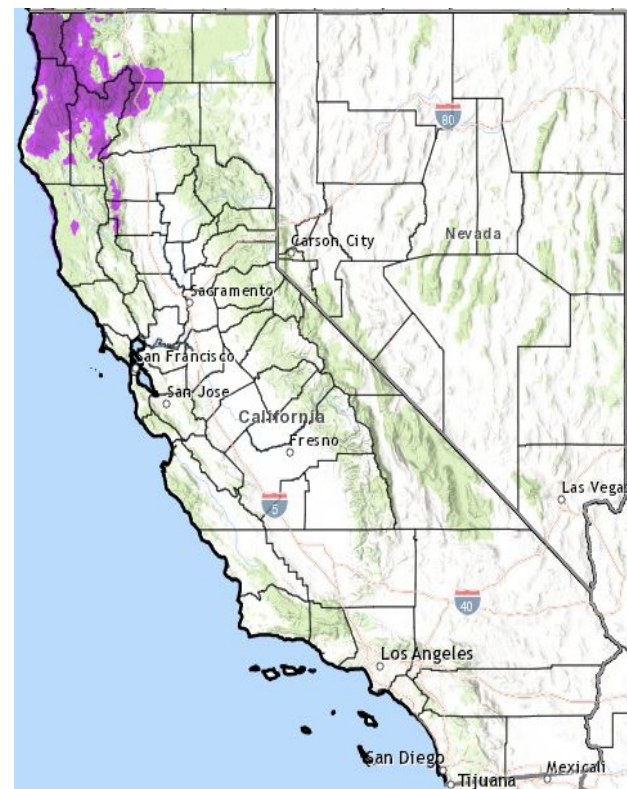 80
Carson City
Nevada
Sacramento
San Francisco
San Jose
California
Fresno
Las Vega
5
40
Los Angeles
San Diego
Mexicali
Tijuana